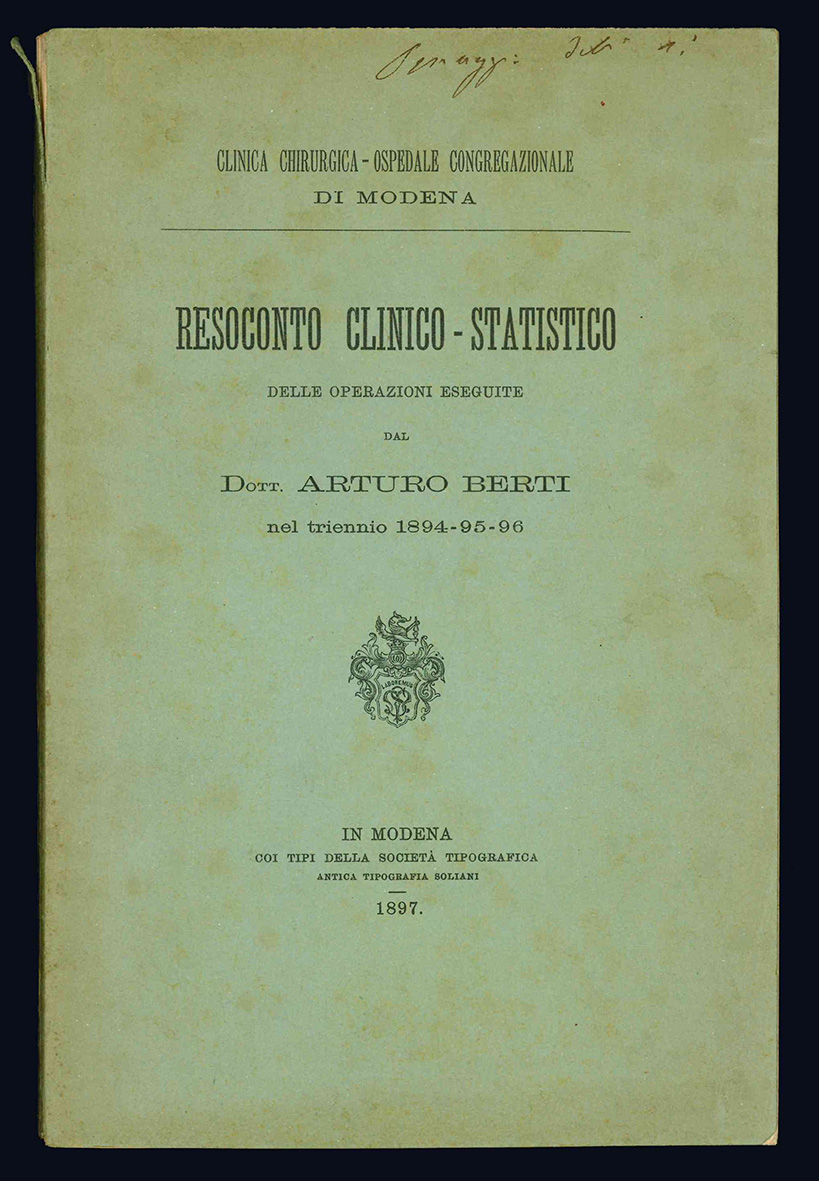 CLINICA CHIRURGICA - OSPEDALE CONGREGAZIONALE
DI MODENA
RESOCONTO CLINICO - STATISTICO
DELLE OPERAZIONI ESEGUITE
DAL
DOTT. ARTURO BERTI
nel triennio 1894-95-96
LABOREMUS
IN MODENA
COI TIPI DELLA SOCIETÀ TIPOGRAFICA
ANTICA TIPOGRAFIA SOLIANI
1897.